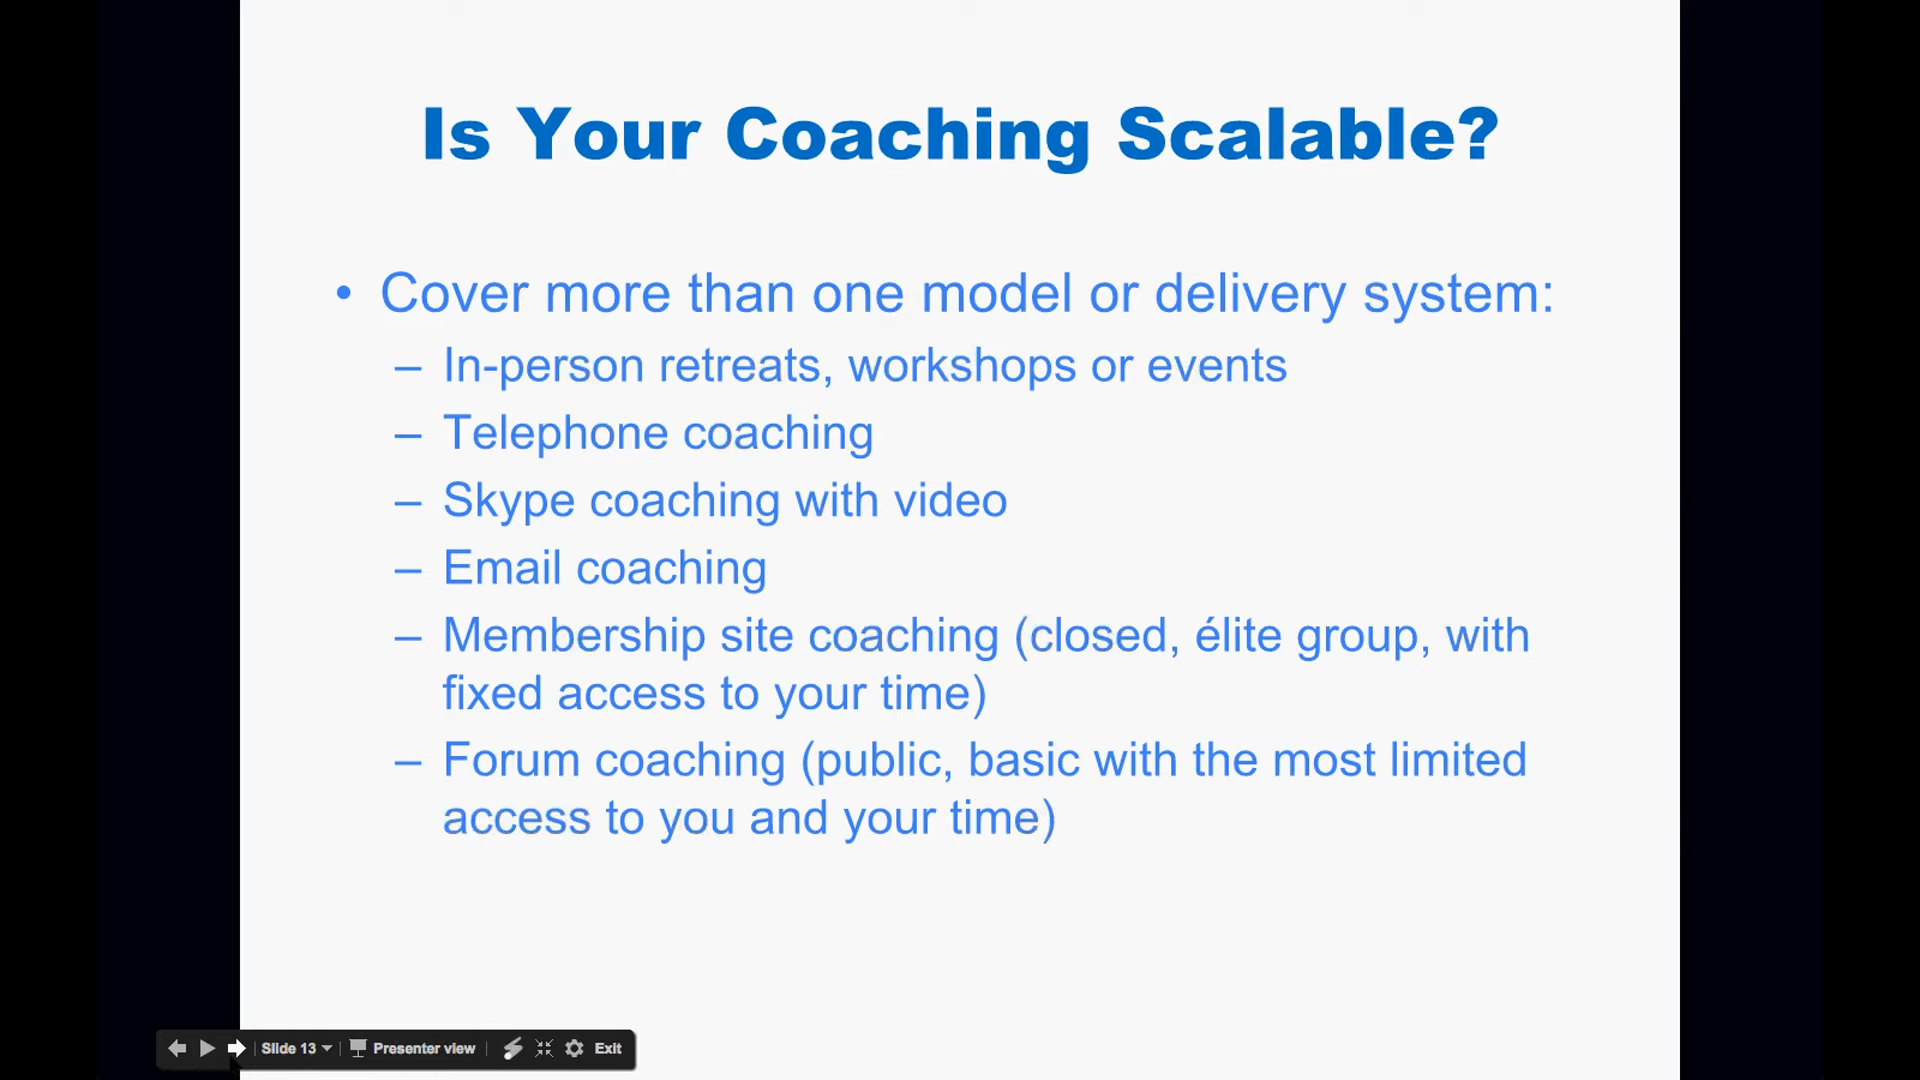 Is Your Coaching Scalable?
• Cover more than one model or delivery system:
– In-person retreats, workshops or events
– Telephone coaching
– Skype coaching with video
– Email coaching
– Membership site coaching (closed, élite group, with
fixed access to your time)
– Forum coaching (public, basic with the most limited
access to you and your time)
Slide 13 Presenter view Exit